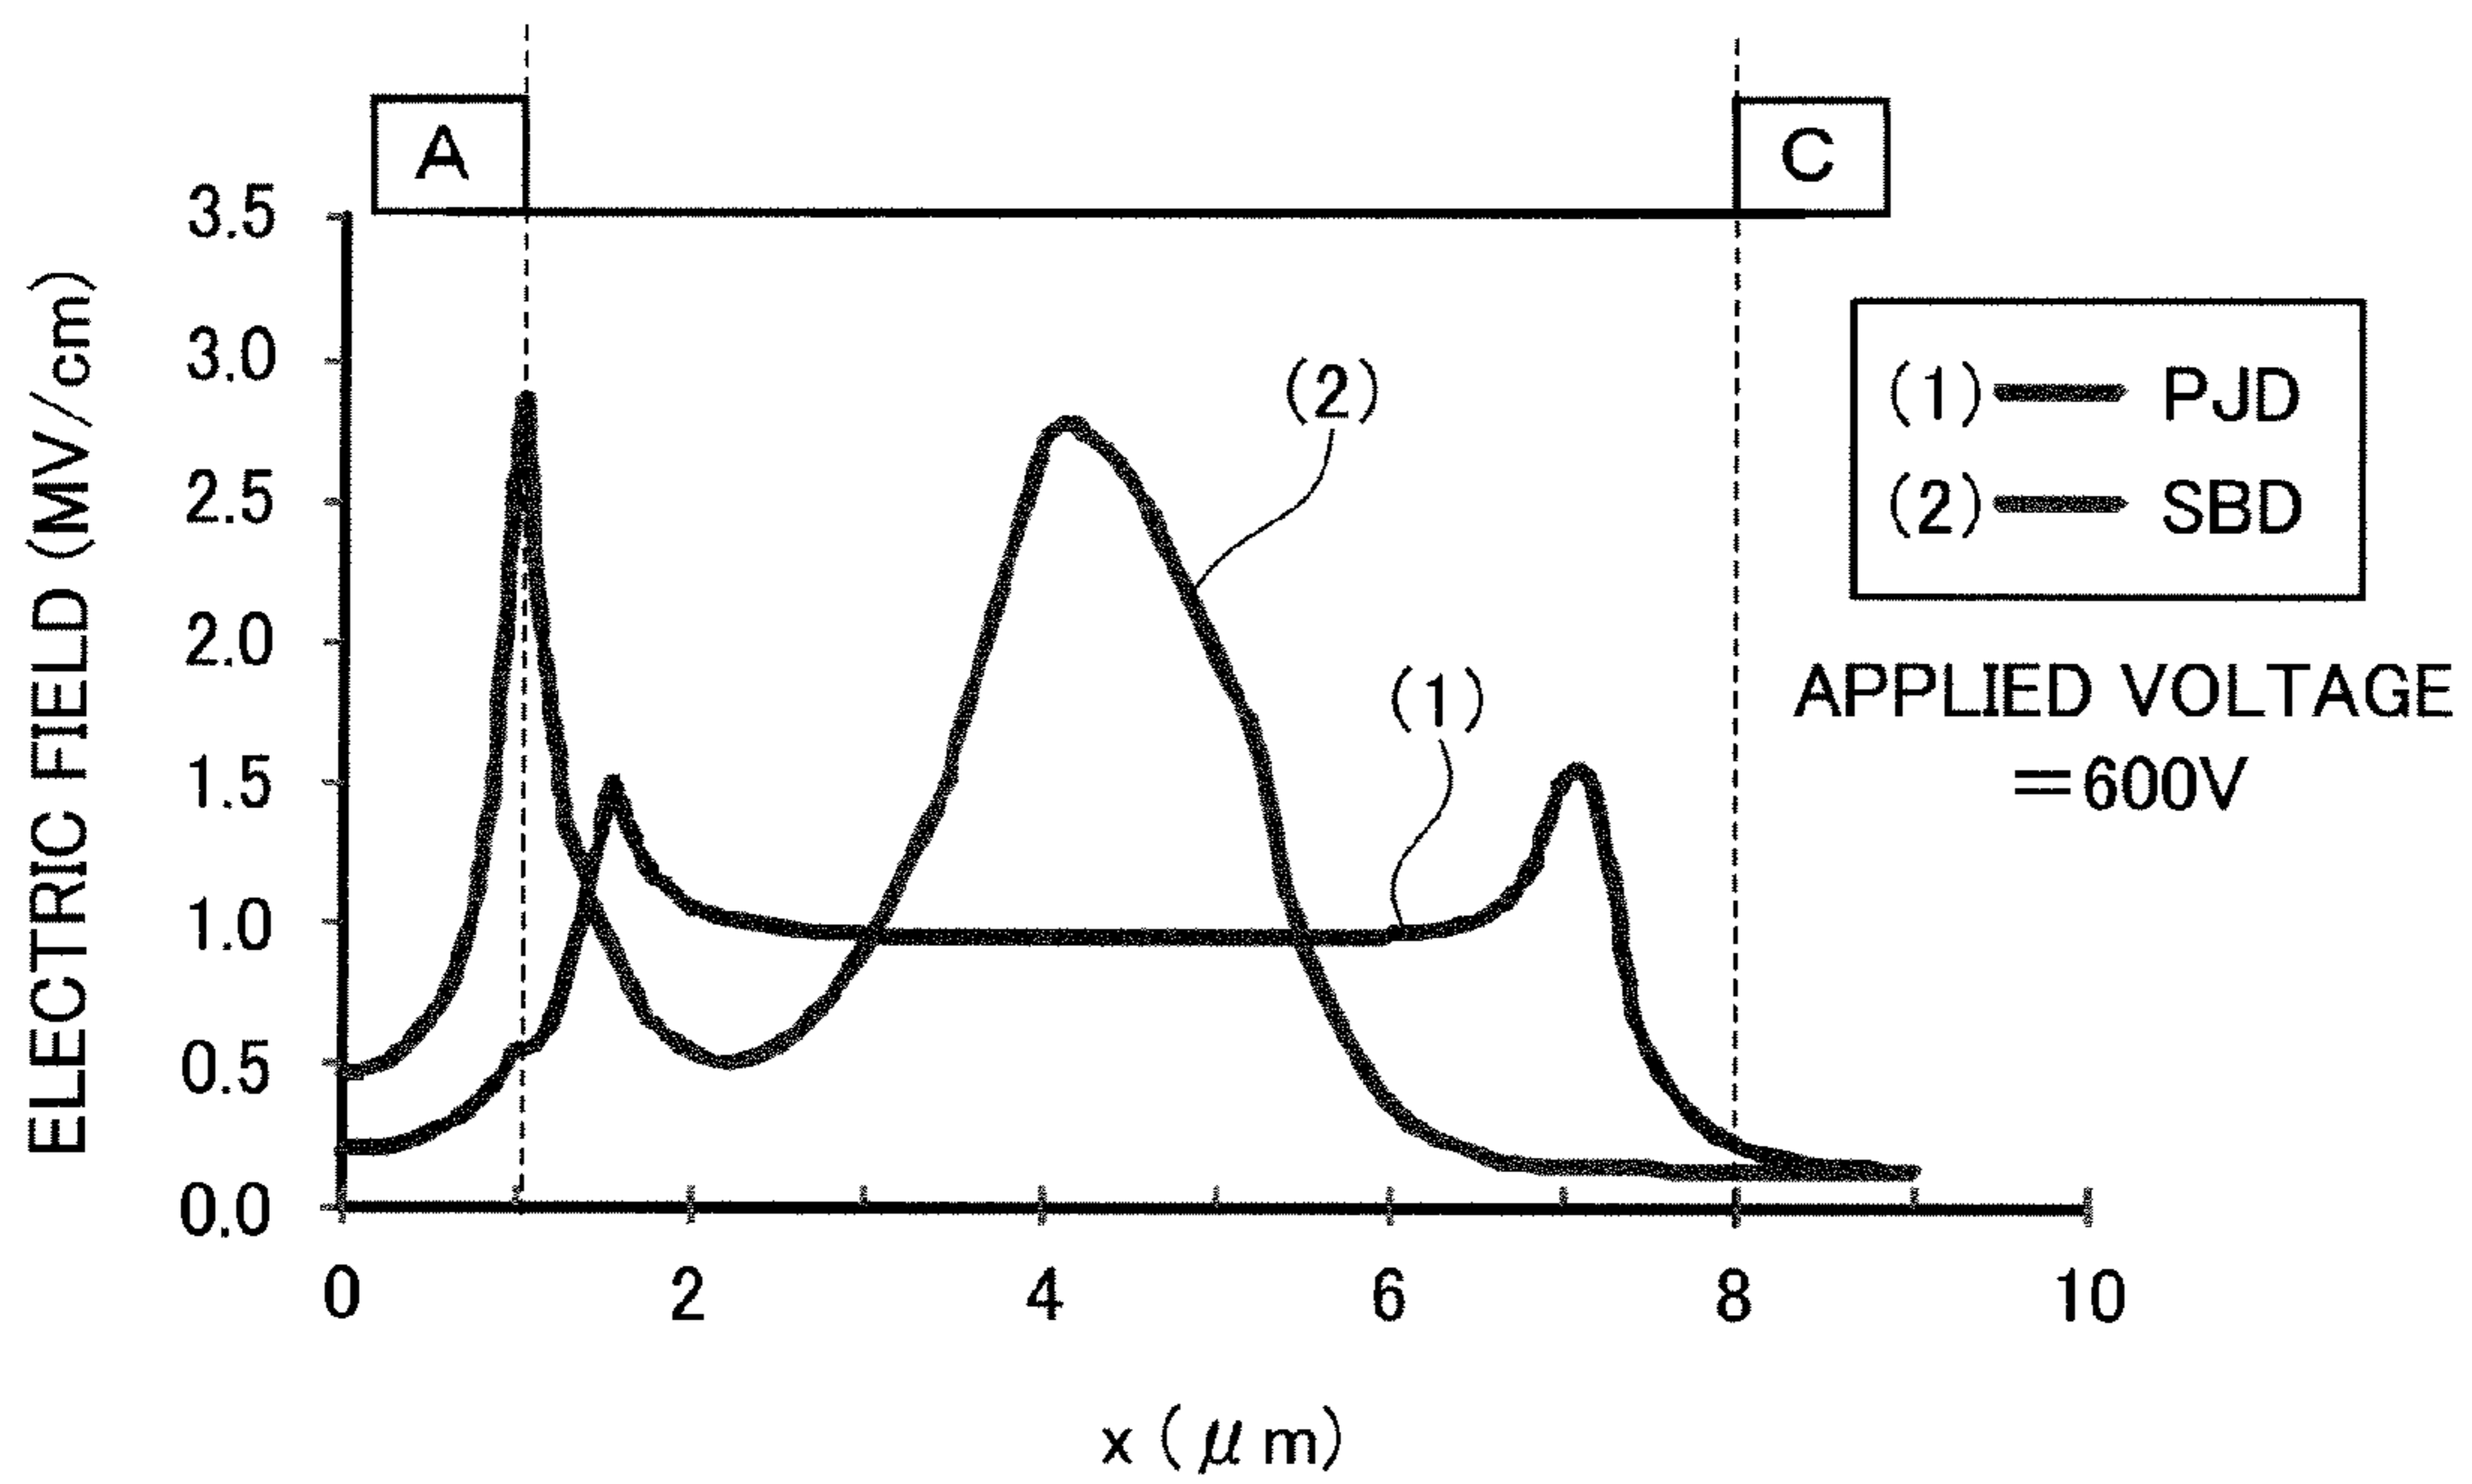 A
C
3.5
3.0
2.5
2.0
1.5
1.0
0.5
0.0
ELECTRIC FIELD (MV/cm)
(2)
(1)
(1) PJD
(2) SBD
APPLIED VOLTAGE
=600V
0 2 4 6 8 10
x (μm)